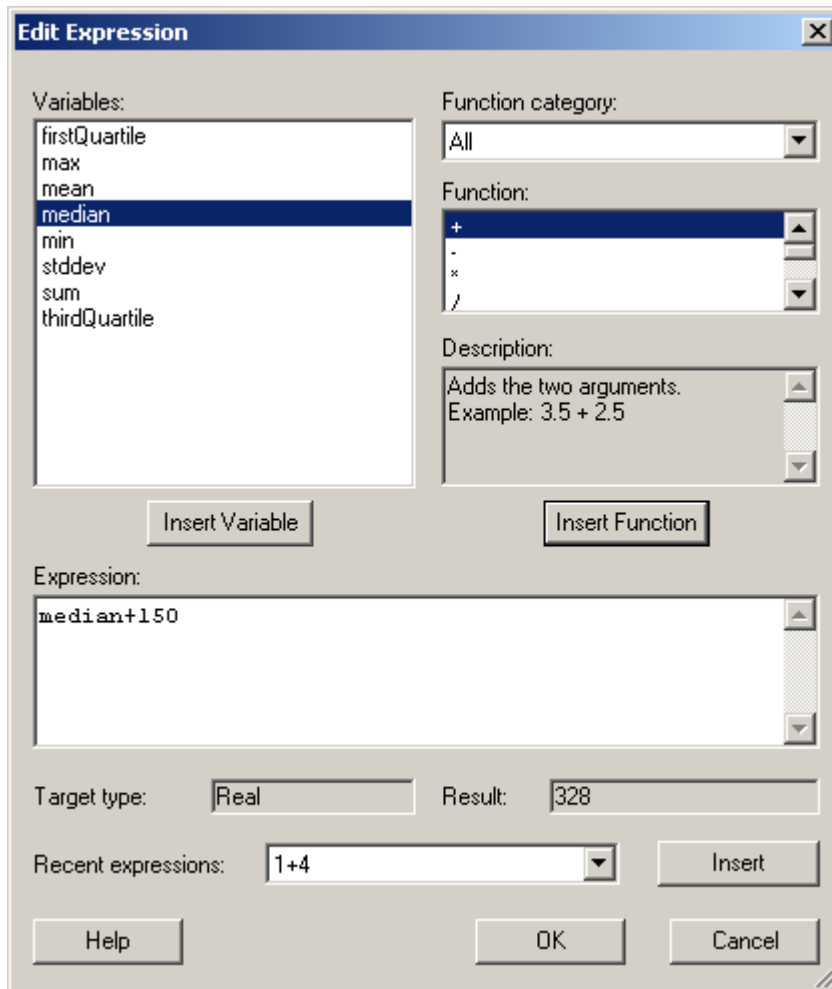 Edit Expression
Variables:
firstQuartile
max
mean
median
min
stddev
sum
thirdQuartile
Insert Variable
Function category:
All
Function:
+
-
*
/
Description:
Adds the two arguments.
Example: 3.5 + 2.5
Insert Function
Expression:
median+150
Target type: Real Result: 328
Recent expressions: 1+4 Insert
Help OK Cancel